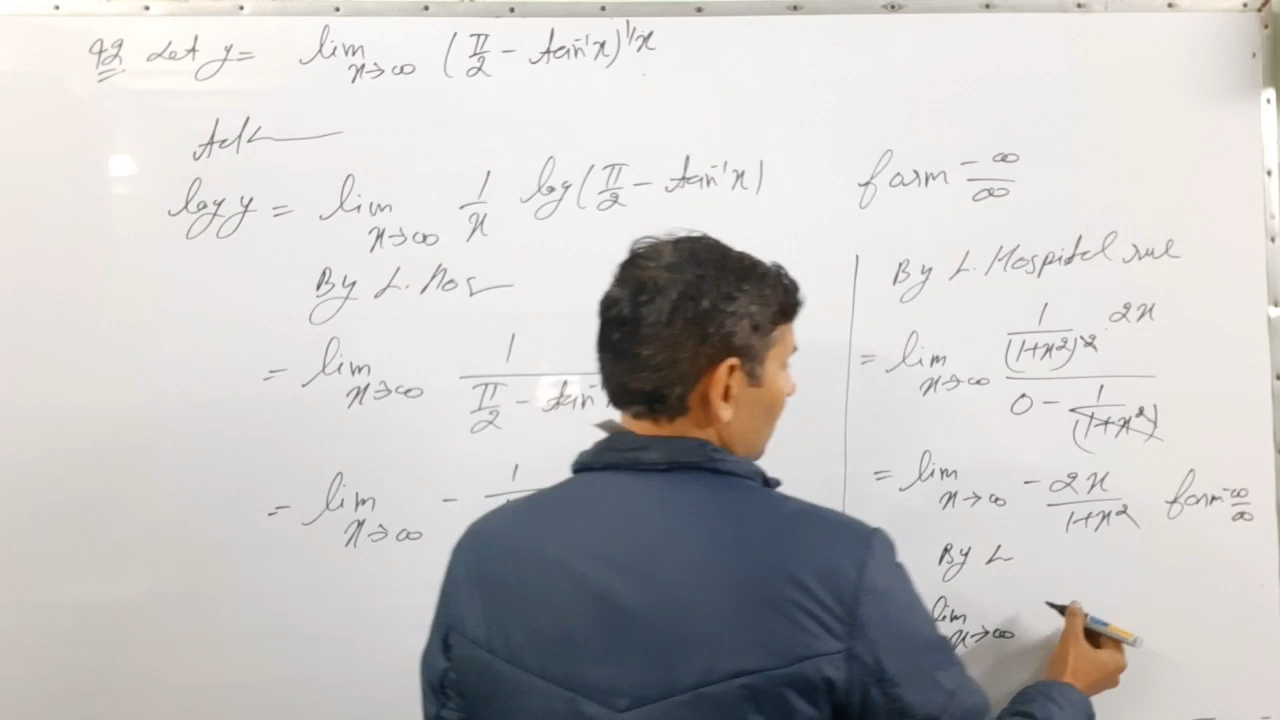 Q2 Let y = lim x→∞ (π/2 - tan⁻¹x)^1/x
log y = lim x→∞ 1/x log(π/2 - tan⁻¹x) form -∞/∞
By L. Hos
= lim x→∞ 1/(π/2 - tan⁻¹
= lim x→∞ - 1/
By L. Hospital rule
= lim x→∞ (1/(1+x²)² · 2x)/(0 - 1/(1+x²))
= lim x→∞ - 2x/(1+x²) form -∞/∞
By L
lim x→∞